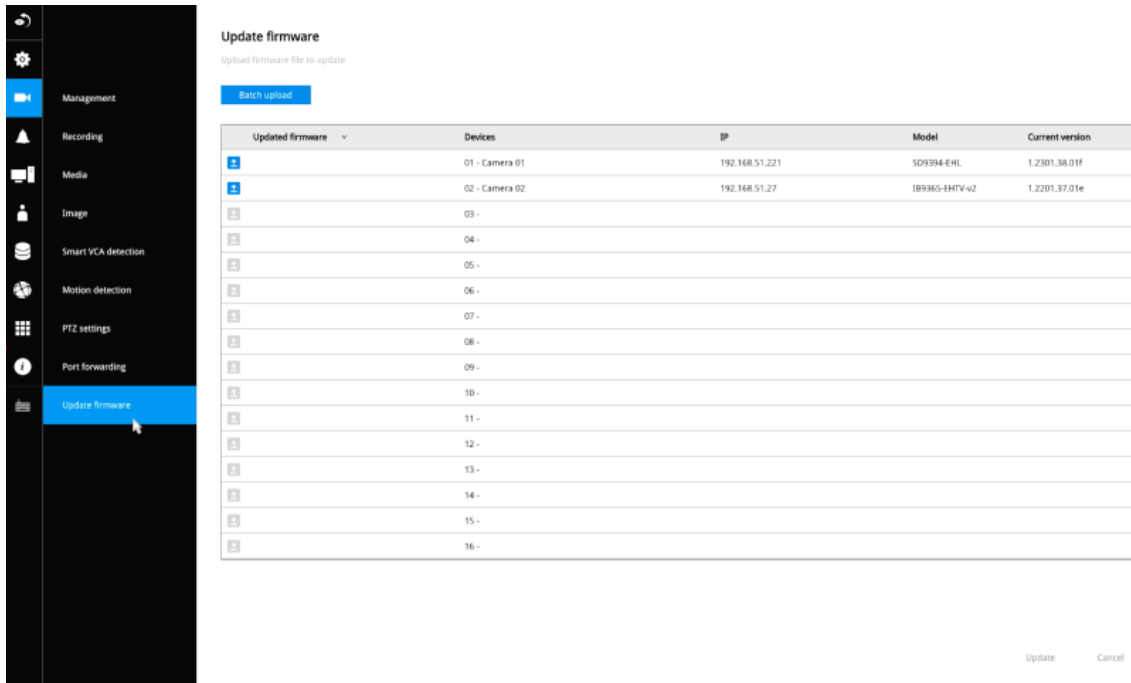 Update firmware
Upload firmware file to update
Batch upload
Management
Recording
Media
Image
Smart VCA detection
Motion detection
PTZ settings
Port forwarding
Update firmware
Updated firmware Devices IP Model Current version
01 - Camera 01 192.168.51.221 SD9394-EHL 1.2301.38.01f
02 - Camera 02 192.168.51.27 IB9365-EHTV-v2 1.2201.37.01e
03 -
04 -
05 -
06 -
07 -
08 -
09 -
10 -
11 -
12 -
13 -
14 -
15 -
16 -
Update Cancel